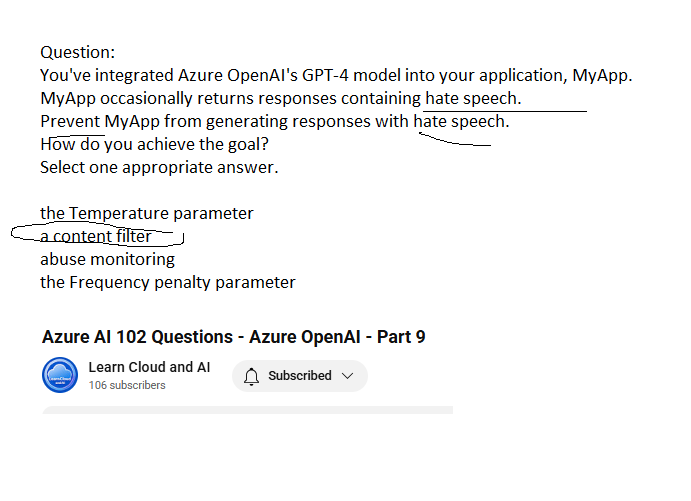 Question:
You've integrated Azure OpenAI's GPT-4 model into your application, MyApp.
MyApp occasionally returns responses containing hate speech.
Prevent MyApp from generating responses with hate speech.
How do you achieve the goal?
Select one appropriate answer.
the Temperature parameter
a content filter
abuse monitoring
the Frequency penalty parameter
Azure AI 102 Questions - Azure OpenAI - Part 9
Learn Cloud and AI
106 subscribers
Subscribed